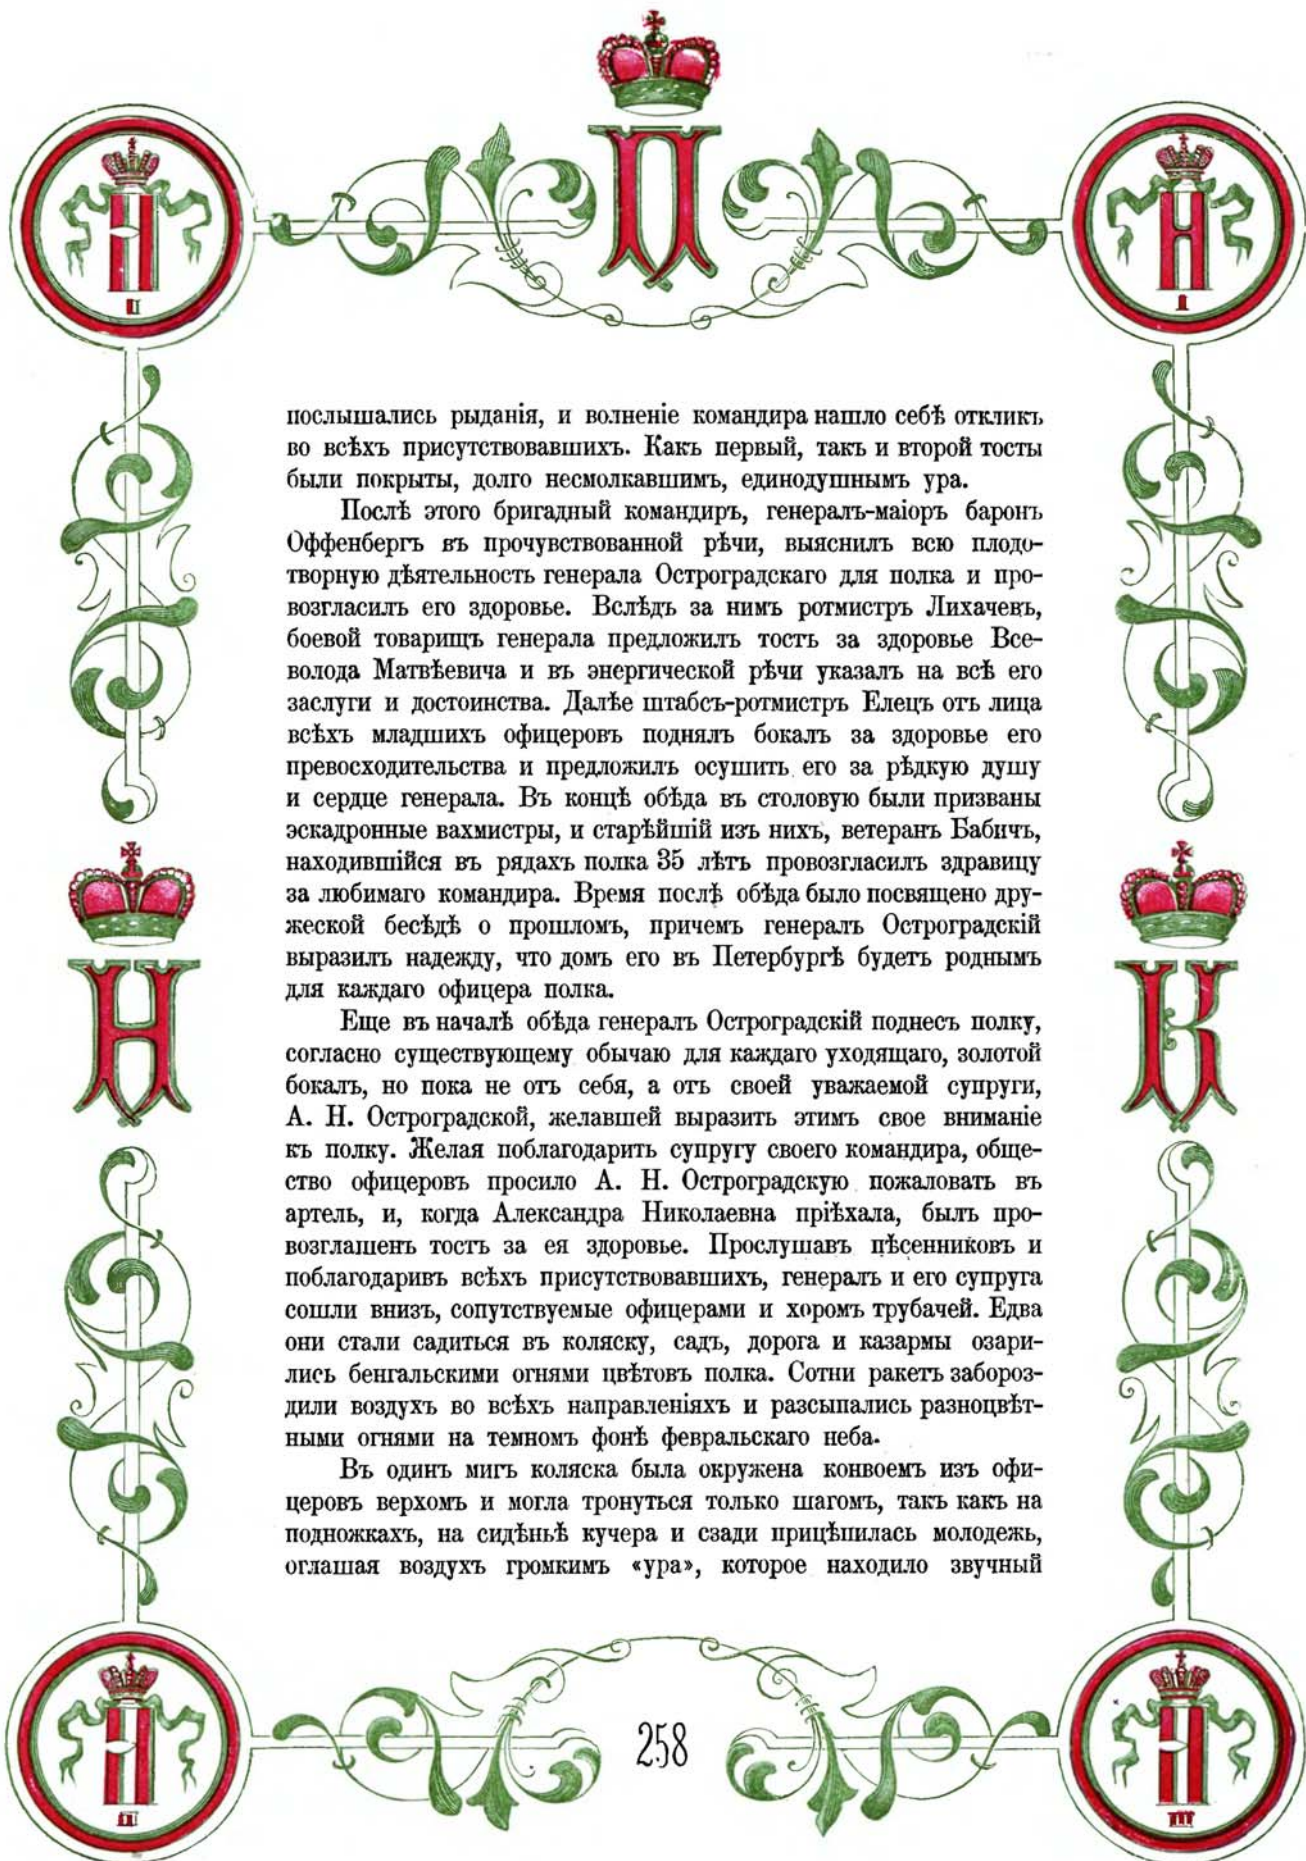 П
II
I
послышались рыданія, и волненіе командира нашло себѣ откликъ
во всѣхъ присутствовавшихъ. Какъ первый, такъ и второй тосты
были покрыты, долго несмолкавшимъ, единодушнымъ ура.
Послѣ этого бригадный командиръ, генералъ-маіоръ баронъ
Оффенбергъ въ прочувствованной рѣчи, выяснилъ всю плодо-
творную дѣятельность генерала Остроградскаго для полка и про-
возгласилъ его здоровье. Вслѣдъ за нимъ ротмистръ Лихачевъ,
боевой товарищъ генерала предложилъ тостъ за здоровье Все-
волода Матвѣевича и въ энергической рѣчи указалъ на всѣ его
заслуги и достоинства. Далѣе штабсъ-ротмистръ Елецъ отъ лица
всѣхъ младшихъ офицеровъ поднялъ бокалъ за здоровье его
превосходительства и предложилъ осушить его за рѣдкую душу
и сердце генерала. Въ концѣ обѣда въ столовую были призваны
эскадронные вахмистры, и старѣйшій изъ нихъ, ветеранъ Бабичъ,
находившійся въ рядахъ полка 35 лѣтъ провозгласилъ здравицу
за любимаго командира. Время послѣ обѣда было посвящено дру-
жеской бесѣдѣ о прошломъ, причемъ генералъ Остроградскій
выразилъ надежду, что домъ его въ Петербургѣ будетъ роднымъ
для каждаго офицера полка.
Еще въ началѣ обѣда генералъ Остроградскій поднесъ полку,
согласно существующему обычаю для каждаго уходящаго, золотой
бокалъ, но пока не отъ себя, а отъ своей уважаемой супруги,
А. Н. Остроградской, желавшей выразить этимъ свое вниманіе
къ полку. Желая поблагодарить супругу своего командира, обще-
ство офицеровъ просило А. Н. Остроградскую пожаловать въ
артель, и, когда Александра Николаевна пріѣхала, былъ про-
возглашенъ тостъ за ея здоровье. Прослушавъ пѣсенниковъ и
поблагодаривъ всѣхъ присутствовавшихъ, генералъ и его супруга
сошли внизъ, сопутствуемые офицерами и хоромъ трубачей. Едва
они стали садиться въ коляску, садъ, дорога и казармы озари-
лись бенгальскими огнями цвѣтовъ полка. Сотни ракетъ забороз-
дили воздухъ во всѣхъ направленіяхъ и разсыпались разноцвѣт-
ными огнями на темномъ фонѣ февральскаго неба.
Въ одинъ мигъ коляска была окружена конвоемъ изъ офи-
церовъ верхомъ и могла тронуться только шагомъ, такъ какъ на
подножкахъ, на сидѣньѣ кучера и сзади прицѣпилась молодежь,
оглашая воздухъ громкимъ «ура», которое находило звучный
Н
К
III
258